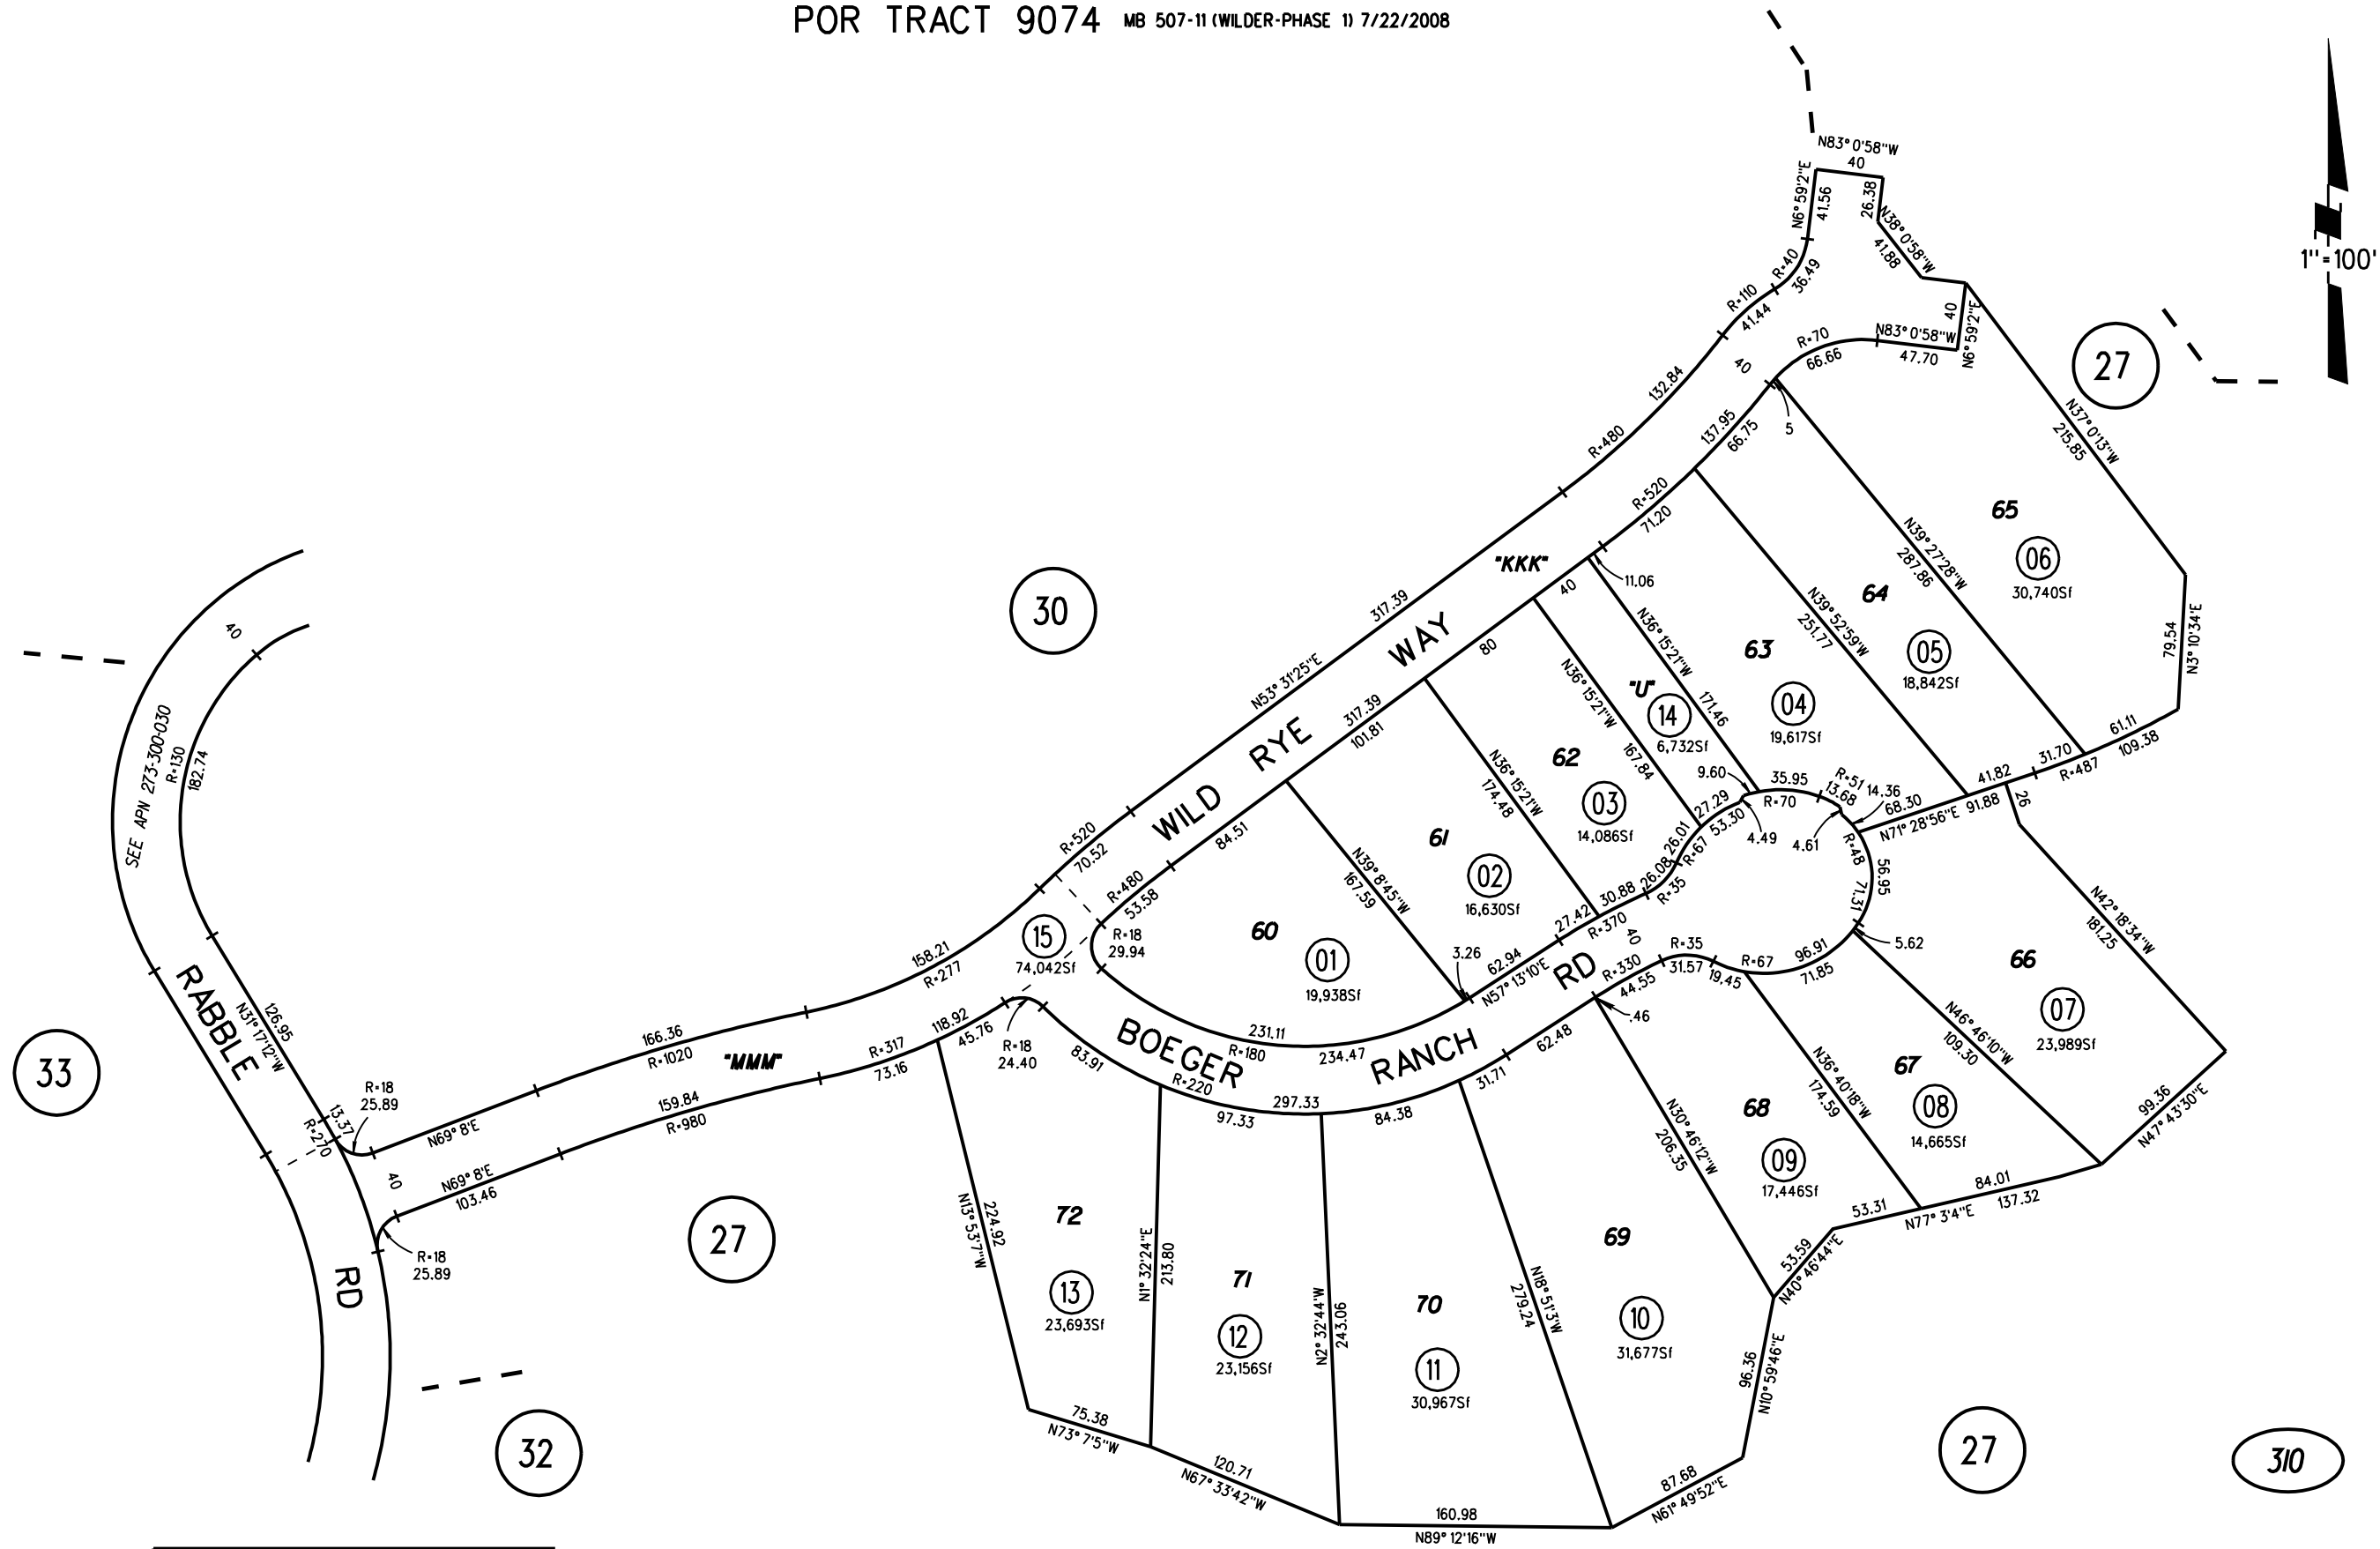 POR TRACT 9074 MB 507-11 (WILDER-PHASE 1) 7/22/2008
N83° 0'58"W
40
N6° 59'2"E
41.56
26.38
N38° 0'58"W
41.88
R=40
36.49
R=110
41.44
1"=100'
40
N6° 59'2"E
N83° 0'58"W
47.70
R=70
66.66
40
5
27
132.84
R=480
137.95
66.75
N37° 0'13"W
215.85
R=520
71.20
65
06
30,740Sf
N39° 27'28"W
287.86
"KKK"
11.06
40
64
05
18,842Sf
N39° 52'59"W
251.77
79.54
N3° 10'34"E
30
317.39
N53° 31'25"E
WILD RYE WAY
80
317.39
101.81
63
04
19,617Sf
N36° 15'21"W
171.46
"U"
14
6,732Sf
N36° 15'21"W
167.84
62
03
14,086Sf
N36° 15'21"W
174.48
61
02
16,630Sf
N39° 8'45"W
167.59
60
01
19,938Sf
40
SEE APN 273-300-030
R=130
182.74
9.60
35.95
R=70
R=51
13.68
14.36
68.30
41.82
31.70
61.11
109.38
R=487
N71° 28'56"E
91.88
26
27.29
53.30
4.49
4.61
R=48
56.95
71.31
26.01
R=67
26.08
R=35
30.88
27.42
R=370
40
62.94
3.26
N57° 13'10"E
R=520
70.52
84.51
R=480
53.58
R=18
29.94
15
74,042Sf
158.21
R=277
5.62
96.91
71.85
R=67
R=35
31.57
19.45
R=330
44.55
.46
66
07
23,989Sf
N42° 18'34"W
181.25
N46° 46'10"W
109.30
99.36
N47° 43'30"E
67
08
14,665Sf
N36° 40'18"W
174.59
68
09
17,446Sf
N30° 46'12"W
206.35
84.01
137.32
N77° 3'4"E
53.31
53.59
N40° 46'44"E
BOEGER RANCH RD
231.11
R=180
234.47
62.48
31.71
R=220
83.91
97.33
297.33
84.38
R=18
24.40
118.92
45.76
R=317
73.16
166.36
R=1020
"MMM"
159.84
R=980
RABBLE RD
126.95
N31° 17'12"W
13.37
R=270
R=18
25.89
N69° 8'E
40
N69° 8'E
103.46
R=18
25.89
33
27
32
72
13
23,693Sf
N13° 53'7"W
224.92
N1° 32'24"E
213.80
71
12
23,156Sf
N2° 32'44"W
243.06
70
11
30,967Sf
N18° 51'3"W
279.24
69
10
31,677Sf
96.36
N10° 59'46"E
75.38
N73° 7'5"W
120.71
N67° 33'42"W
160.98
N89° 12'16"W
87.68
N61° 49'52"E
27
310